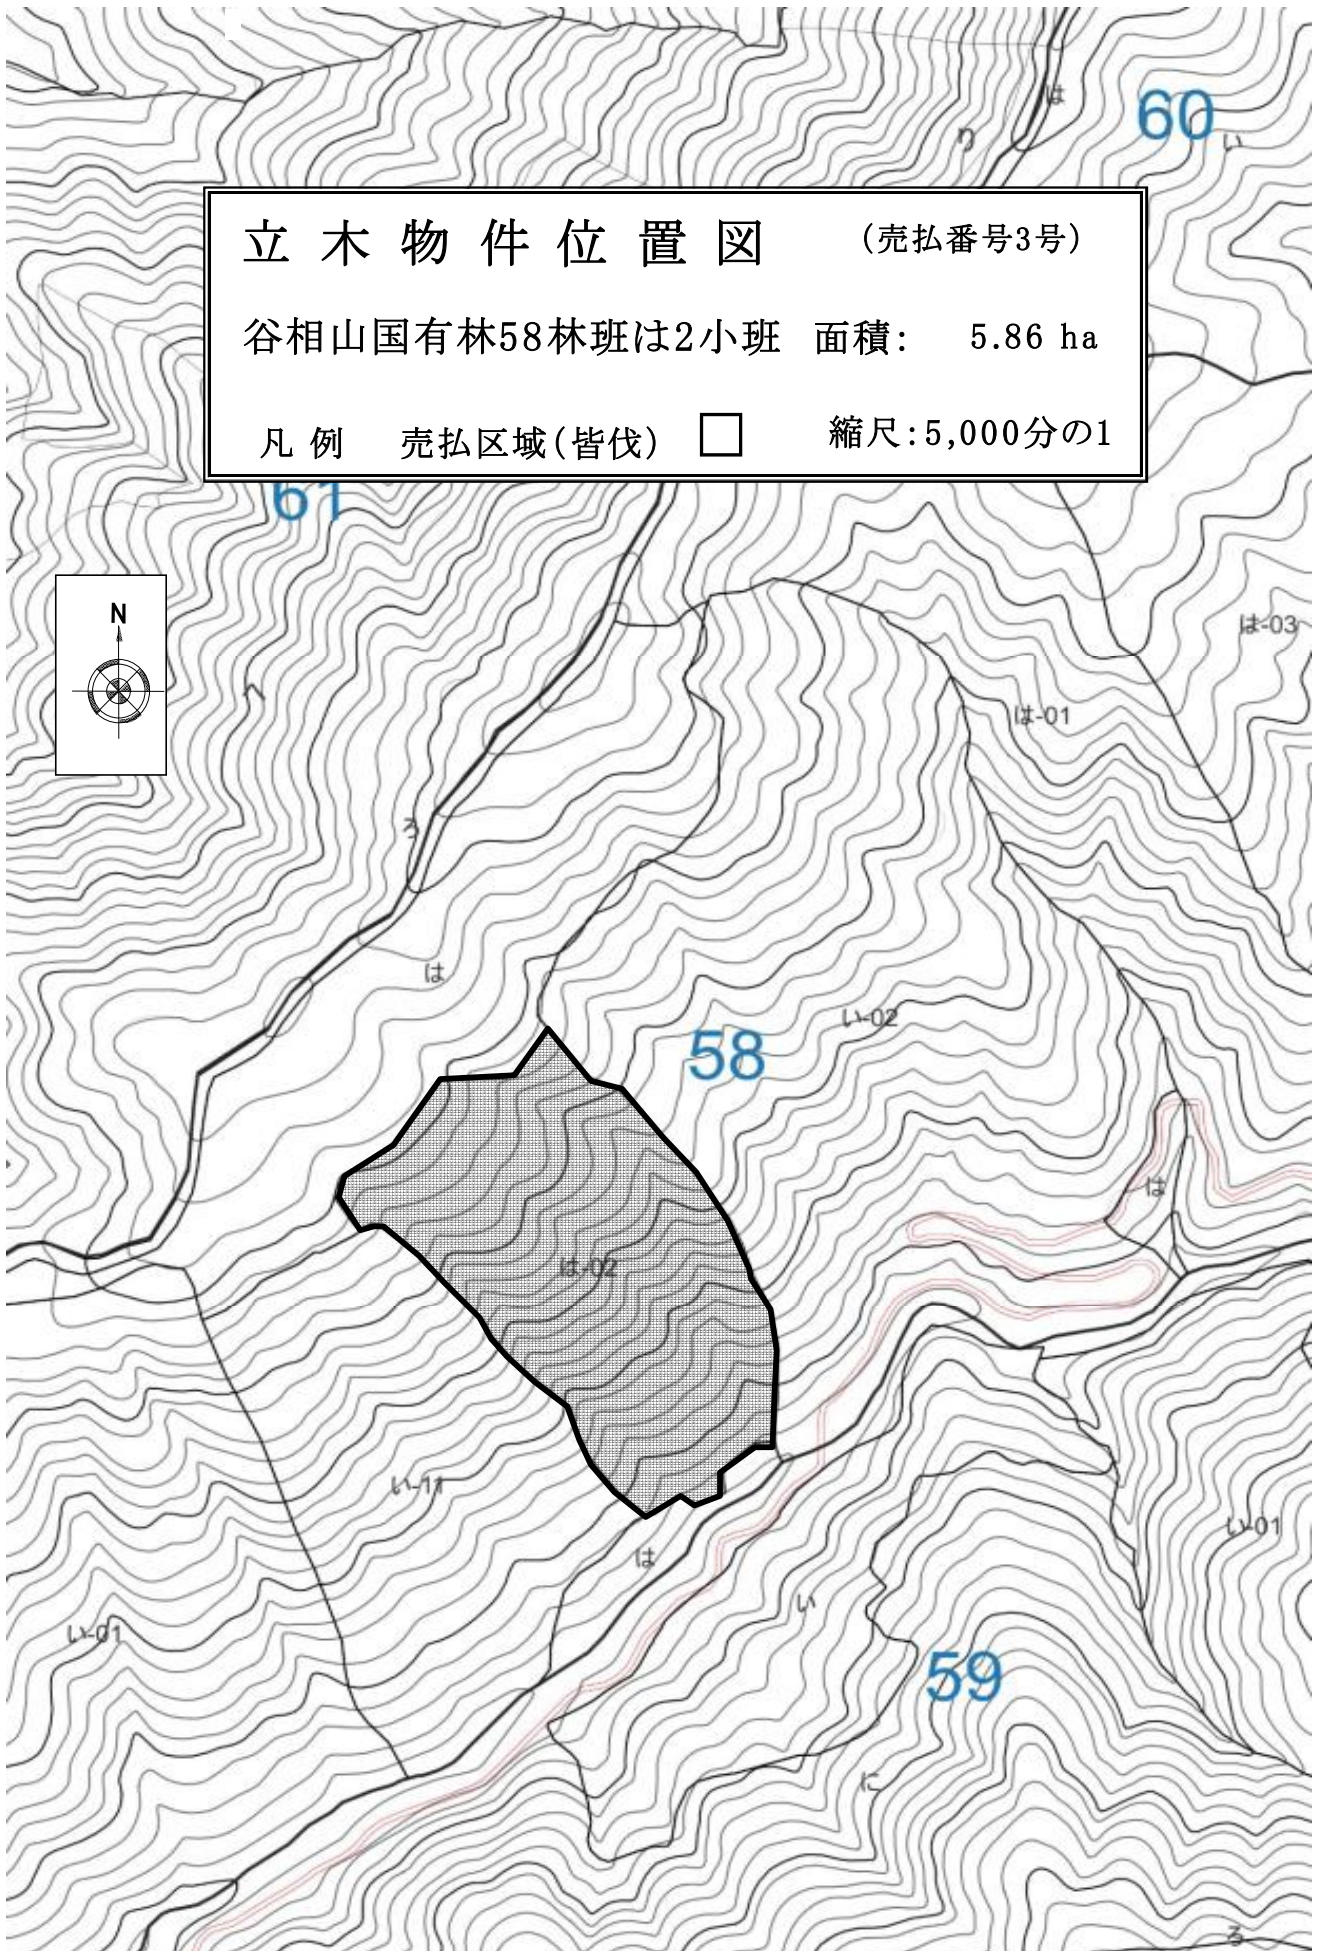 は
60
り
い
立木物件位置図 (売払番号3号)
谷相山国有林58林班は2小班 面積: 5.86 ha
凡例 売払区域(皆伐) 縮尺:5,000分の1
61
N
は-03
は-01
ろ
は
い-02
58
は
は-02
い-11
い-01
は
い
い-01
59
に
ろ